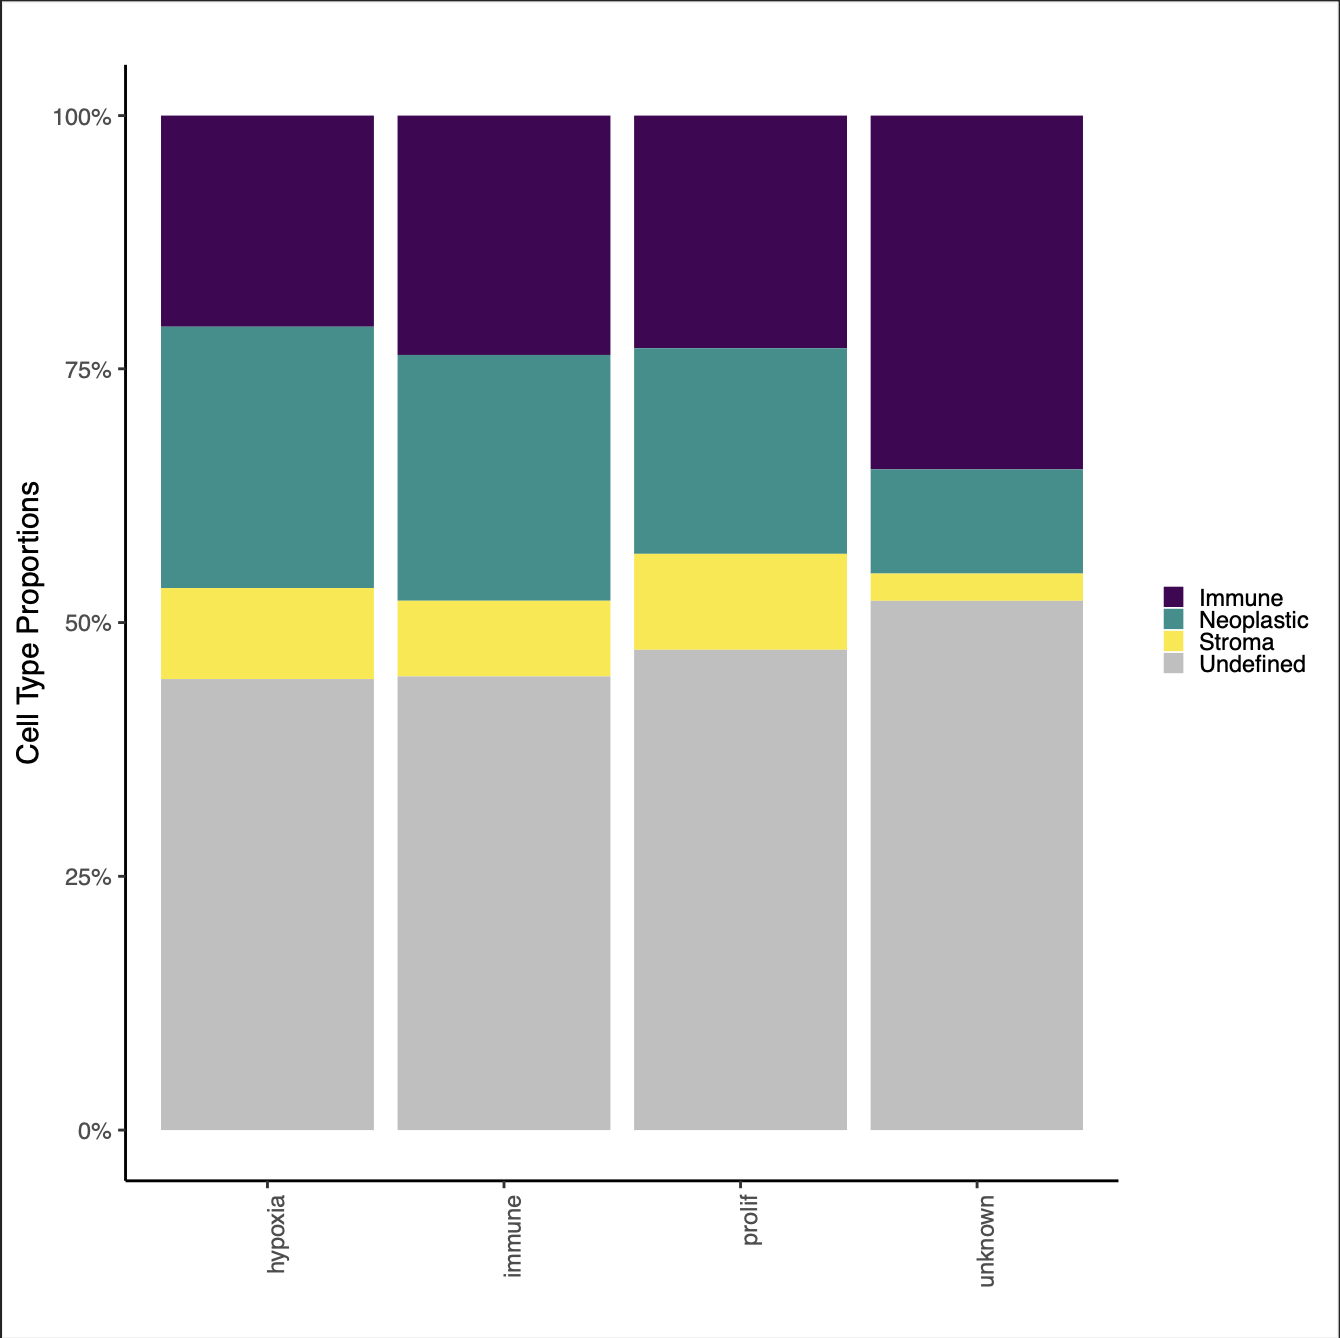 Cell Type Proportions
100%
75%
50%
25%
0%
hypoxia
immune
prolif
unknown
Immune
Neoplastic
Stroma
Undefined